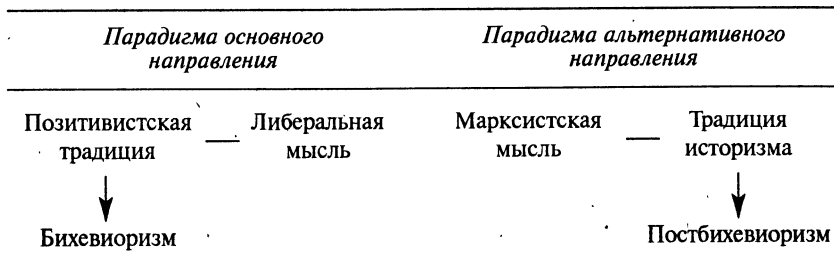 Парадигма основного
направления
Парадигма альтернативного
направления
Позитивистская
традиция
—
Либеральная
мысль
Марксистская
мысль
—
Традиция
историзма
Бихевиоризм
Постбихевиоризм